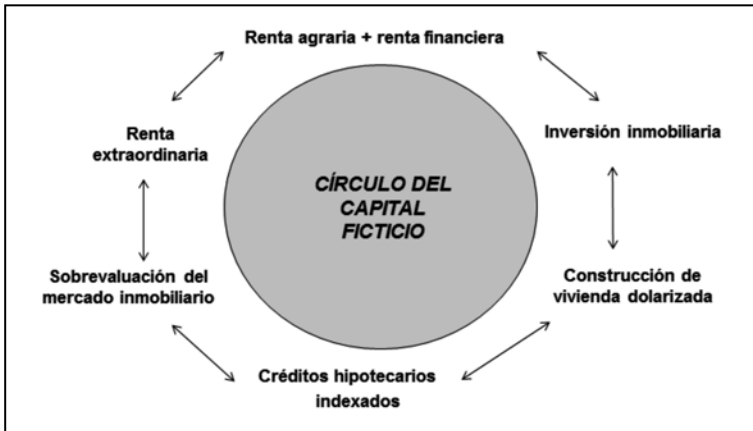 Renta agraria + renta financiera
Renta
extraordinaria
Inversión inmobiliaria
CÍRCULO DEL
CAPITAL
FICTICIO
Sobrevaluación del
mercado inmobiliario
Construcción de
vivienda dolarizada
Créditos hipotecarios
indexados